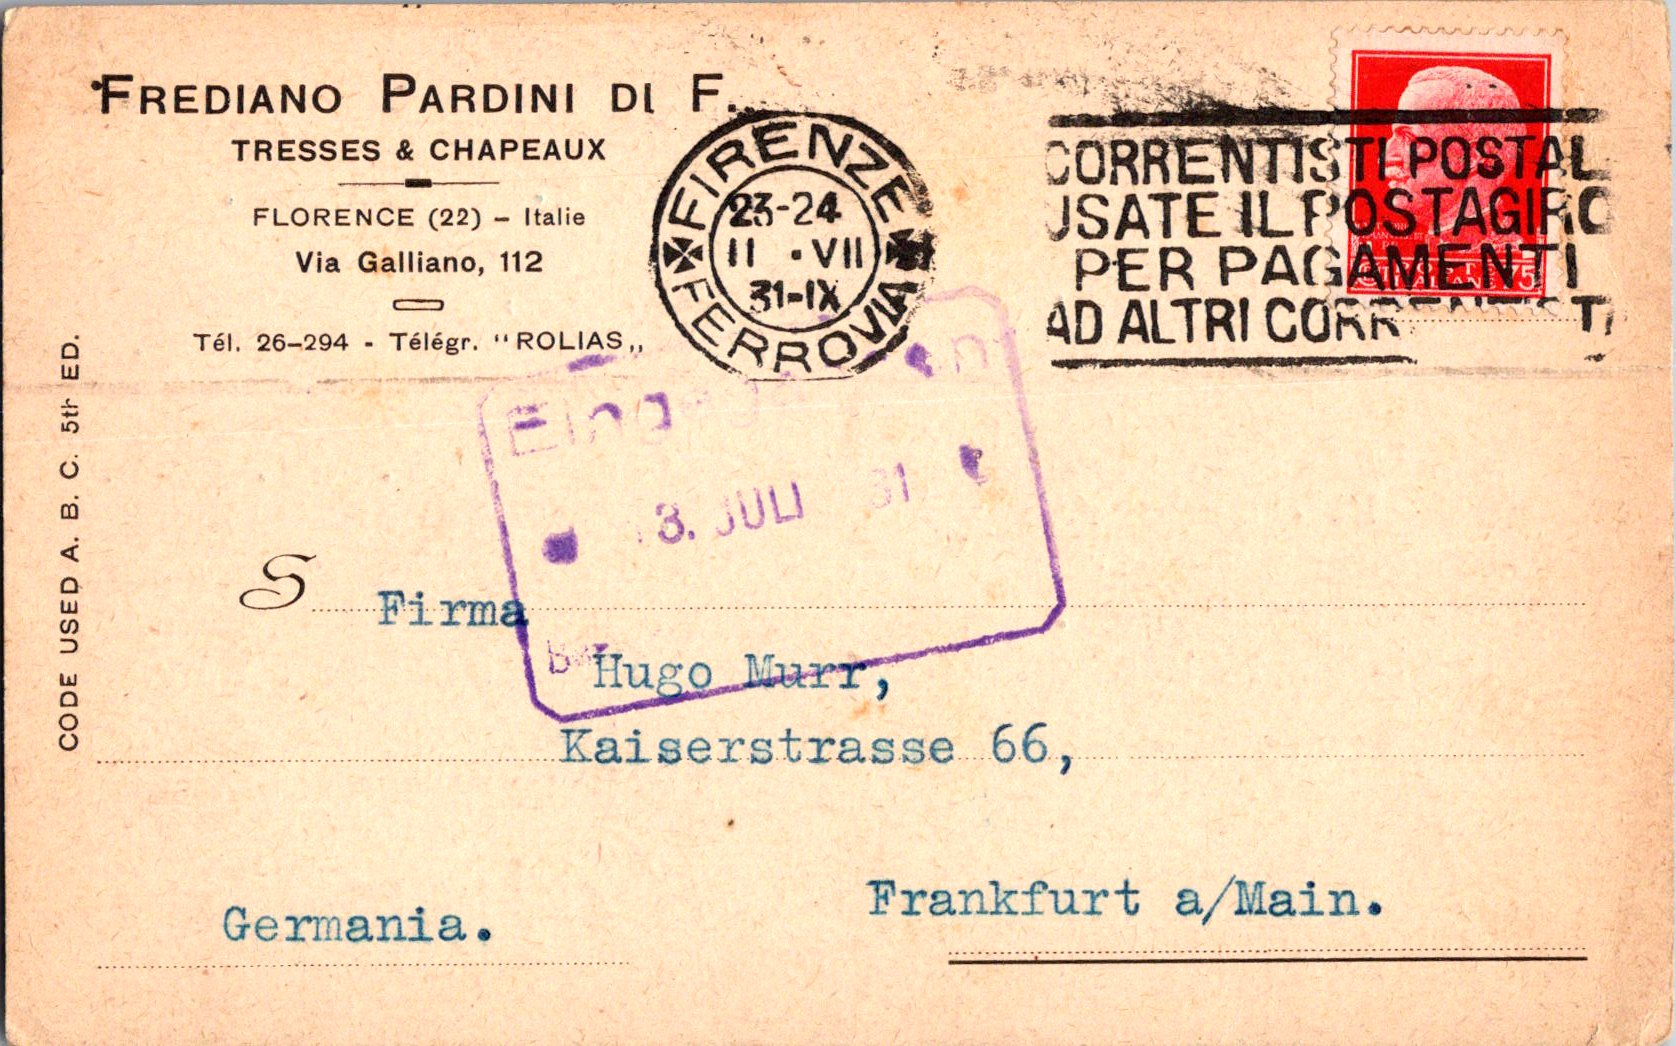 FREDIANO PARDINI DI F.
TRESSES & CHAPEAUX
FLORENCE (22) – Italie
Via Galliano, 112
Tél. 26-294 - Télégr. "ROLIAS„
CODE USED A. B. C. 5th ED.
FIRENZE
23-24
11 · VII
31-IX
FERROVIA
CORRENTISTI POSTAL
USATE IL POSTAGIRO
PER PAGAMENTI
AD ALTRI CORRENTISTI
13. JULI 31
S
Firma
Hugo Murr,
Kaiserstrasse 66,
Frankfurt a/Main.
Germania.